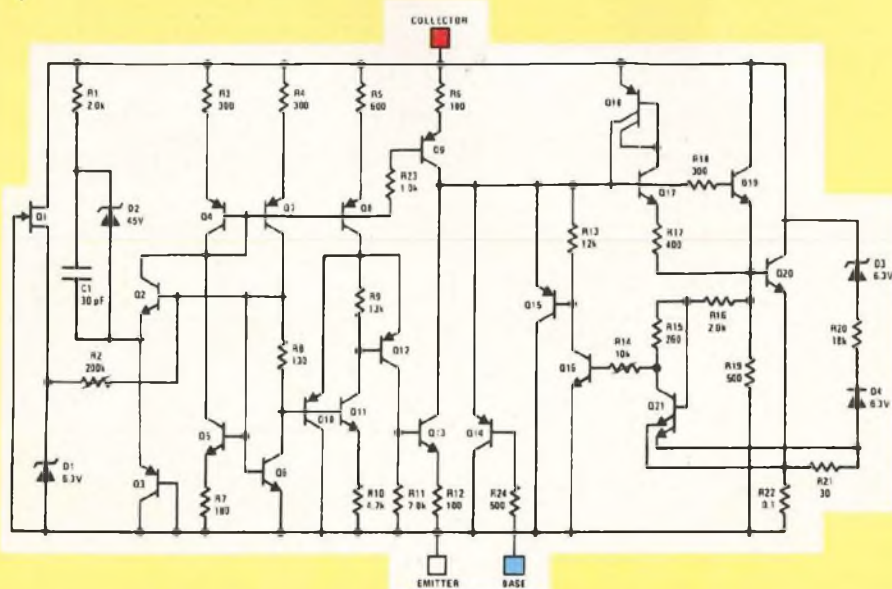 COLLECTOR
R1
2.0k
R3
300
R4
300
R5
600
R6
100
Q9
R23
1.0k
Q18
R18
300
Q17
Q19
Q1
D2
45V
Q4
Q7
Q8
R13
12k
R17
400
Q20
D3
6.3V
C1
30 pF
Q2
R9
12k
Q12
Q15
R16
2.0k
R20
18k
R2
200k
R8
130
R14
10k
R15
260
R19
500
D4
6.3V
Q10
Q11
Q16
Q21
Q5
Q13
Q14
D1
6.3V
Q3
Q6
R7
180
R10
4.7k
R11
R12
100
R24
500
R22
0.1
R21
30
EMITTER
BASE